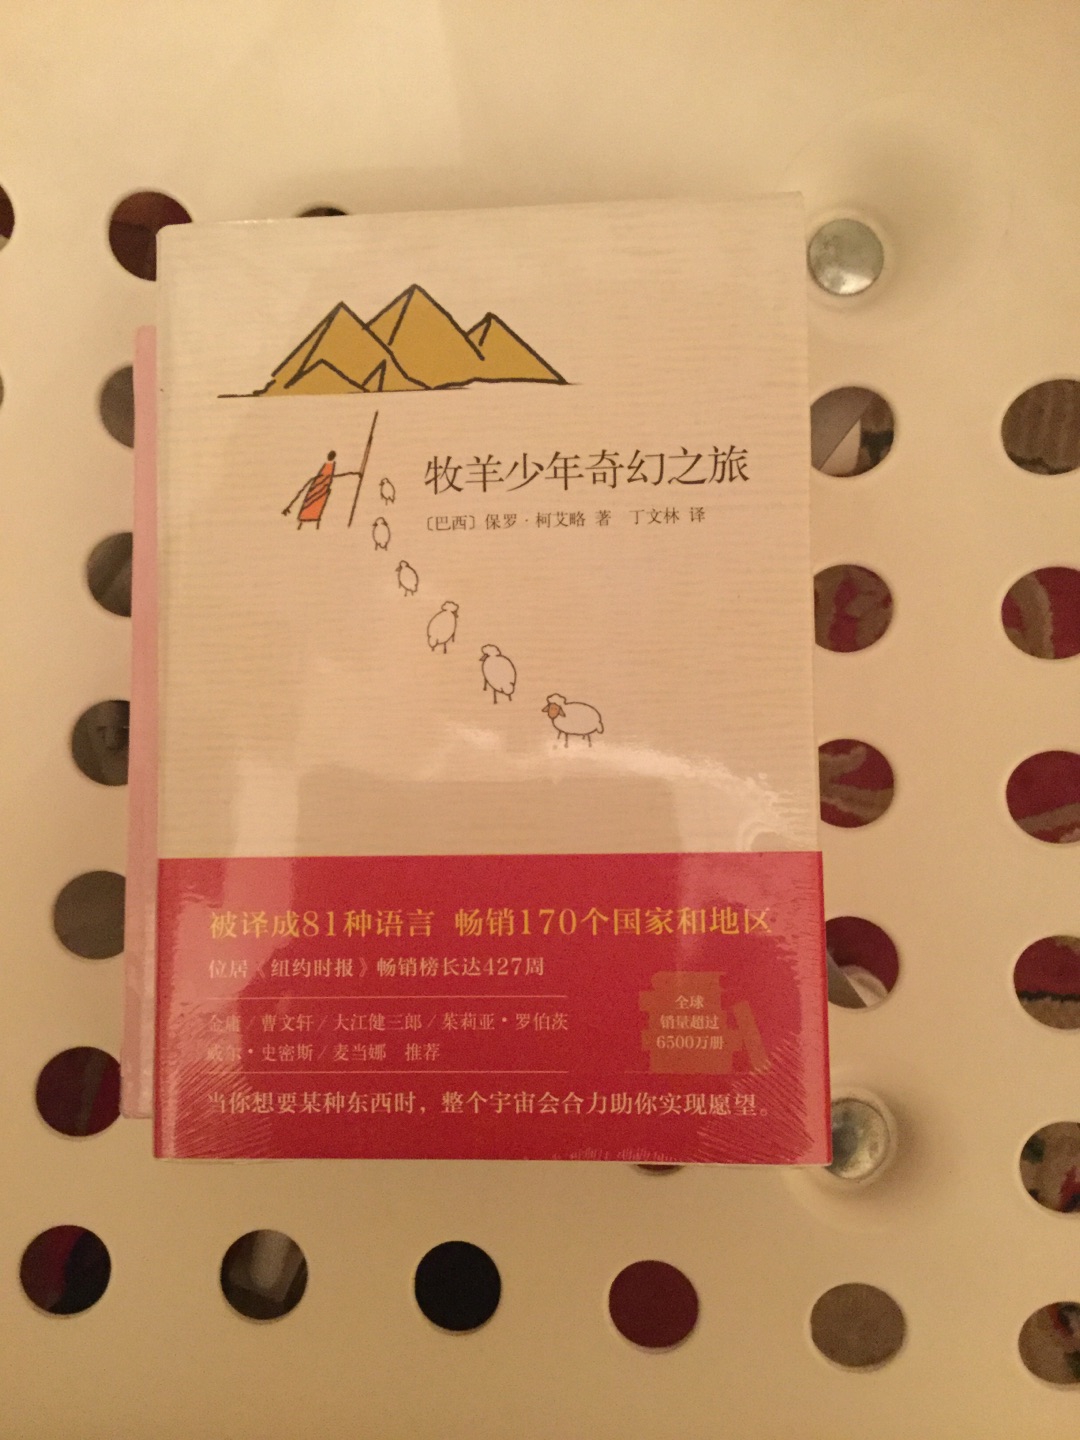 牧羊少年奇幻之旅
〔巴西〕保罗·柯艾略 著 丁文林 译
被译成81种语言 畅销170个国家和地区
位居《纽约时报》畅销榜长达427周
金庸/曹文轩/大江健三郎/茱莉亚·罗伯茨
威尔·史密斯/麦当娜 推荐
全球
销量超过
6500万册
当你想要某种东西时，整个宇宙会合力助你实现愿望。